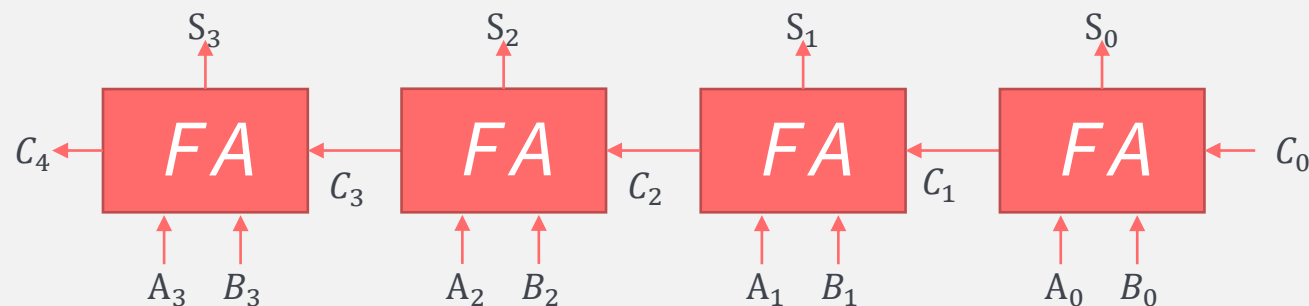 S₃ S₂ S₁ S₀
FA FA FA FA
C₄ C₃ C₂ C₁ C₀
A₃ B₃ A₂ B₂ A₁ B₁ A₀ B₀